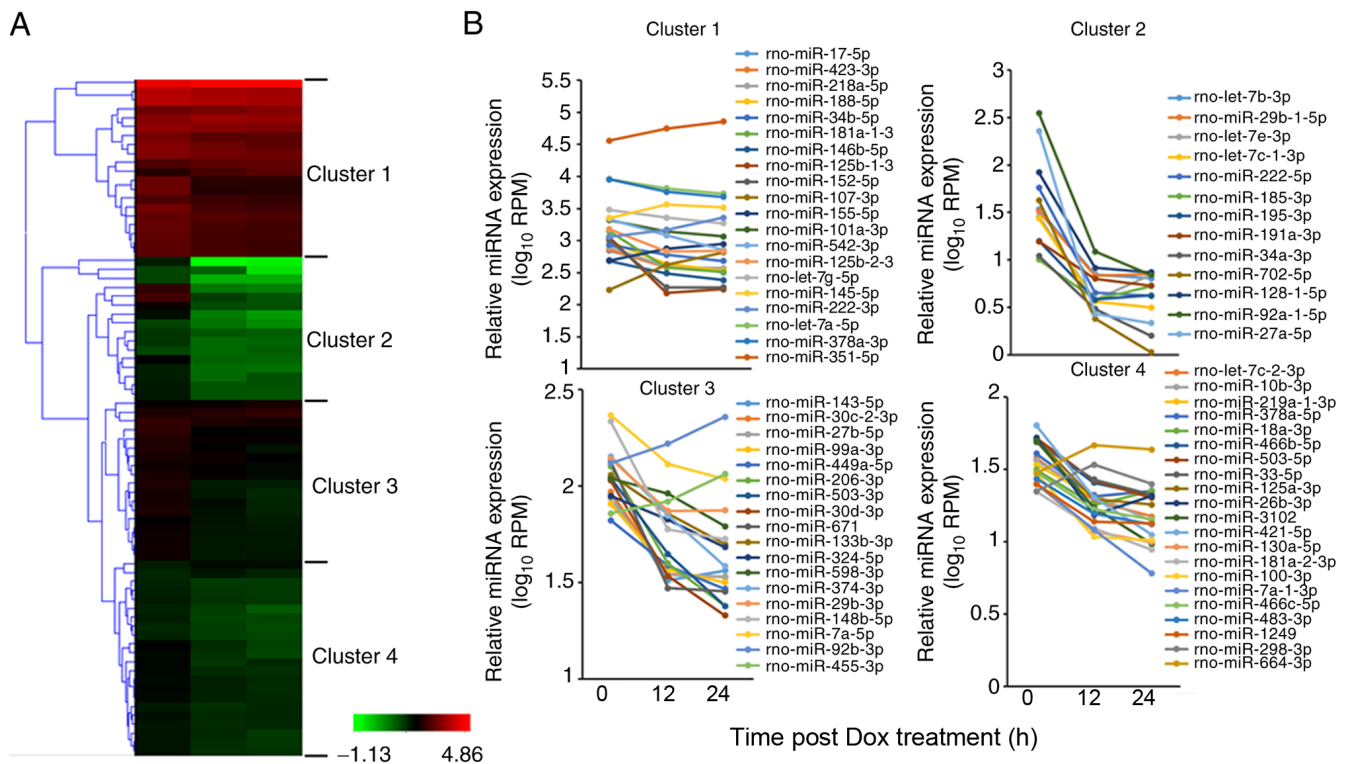 A
Cluster 1
Cluster 2
Cluster 3
Cluster 4
−1.13
4.86
B
Cluster 1
Relative miRNA expression
(log10 RPM)
5.5
5
4.5
4
3.5
3
2.5
2
1.5
1
rno-miR-17-5p
rno-miR-423-3p
rno-miR-218a-5p
rno-miR-188-5p
rno-miR-34b-5p
rno-miR-181a-1-3
rno-miR-146b-5p
rno-miR-125b-1-3
rno-miR-152-5p
rno-miR-107-3p
rno-miR-155-5p
rno-miR-101a-3p
rno-miR-542-3p
rno-miR-125b-2-3
rno-let-7g-5p
rno-miR-145-5p
rno-miR-222-3p
rno-let-7a-5p
rno-miR-378a-3p
rno-miR-351-5p
Cluster 2
Relative miRNA expression
(log10 RPM)
3
2.5
2
1.5
1
0.5
0
rno-let-7b-3p
rno-miR-29b-1-5p
rno-let-7e-3p
rno-let-7c-1-3p
rno-miR-222-5p
rno-miR-185-3p
rno-miR-195-3p
rno-miR-191a-3p
rno-miR-34a-3p
rno-miR-702-5p
rno-miR-128-1-5p
rno-miR-92a-1-5p
rno-miR-27a-5p
Cluster 3
Relative miRNA expression
(log10 RPM)
2.5
2
1.5
1
0
12
24
rno-miR-143-5p
rno-miR-30c-2-3p
rno-miR-27b-5p
rno-miR-99a-3p
rno-miR-449a-5p
rno-miR-206-3p
rno-miR-503-3p
rno-miR-30d-3p
rno-miR-671
rno-miR-133b-3p
rno-miR-324-5p
rno-miR-598-3p
rno-miR-374-3p
rno-miR-29b-3p
rno-miR-148b-5p
rno-miR-7a-5p
rno-miR-92b-3p
rno-miR-455-3p
Cluster 4
Relative miRNA expression
(log10 RPM)
2
1.5
1
0.5
0
0
12
24
rno-let-7c-2-3p
rno-miR-10b-3p
rno-miR-219a-1-3p
rno-miR-378a-5p
rno-miR-18a-3p
rno-miR-466b-5p
rno-miR-503-5p
rno-miR-33-5p
rno-miR-125a-3p
rno-miR-26b-3p
rno-miR-3102
rno-miR-421-5p
rno-miR-130a-5p
rno-miR-181a-2-3p
rno-miR-100-3p
rno-miR-7a-1-3p
rno-miR-466c-5p
rno-miR-483-3p
rno-miR-1249
rno-miR-298-3p
rno-miR-664-3p
Time post Dox treatment (h)